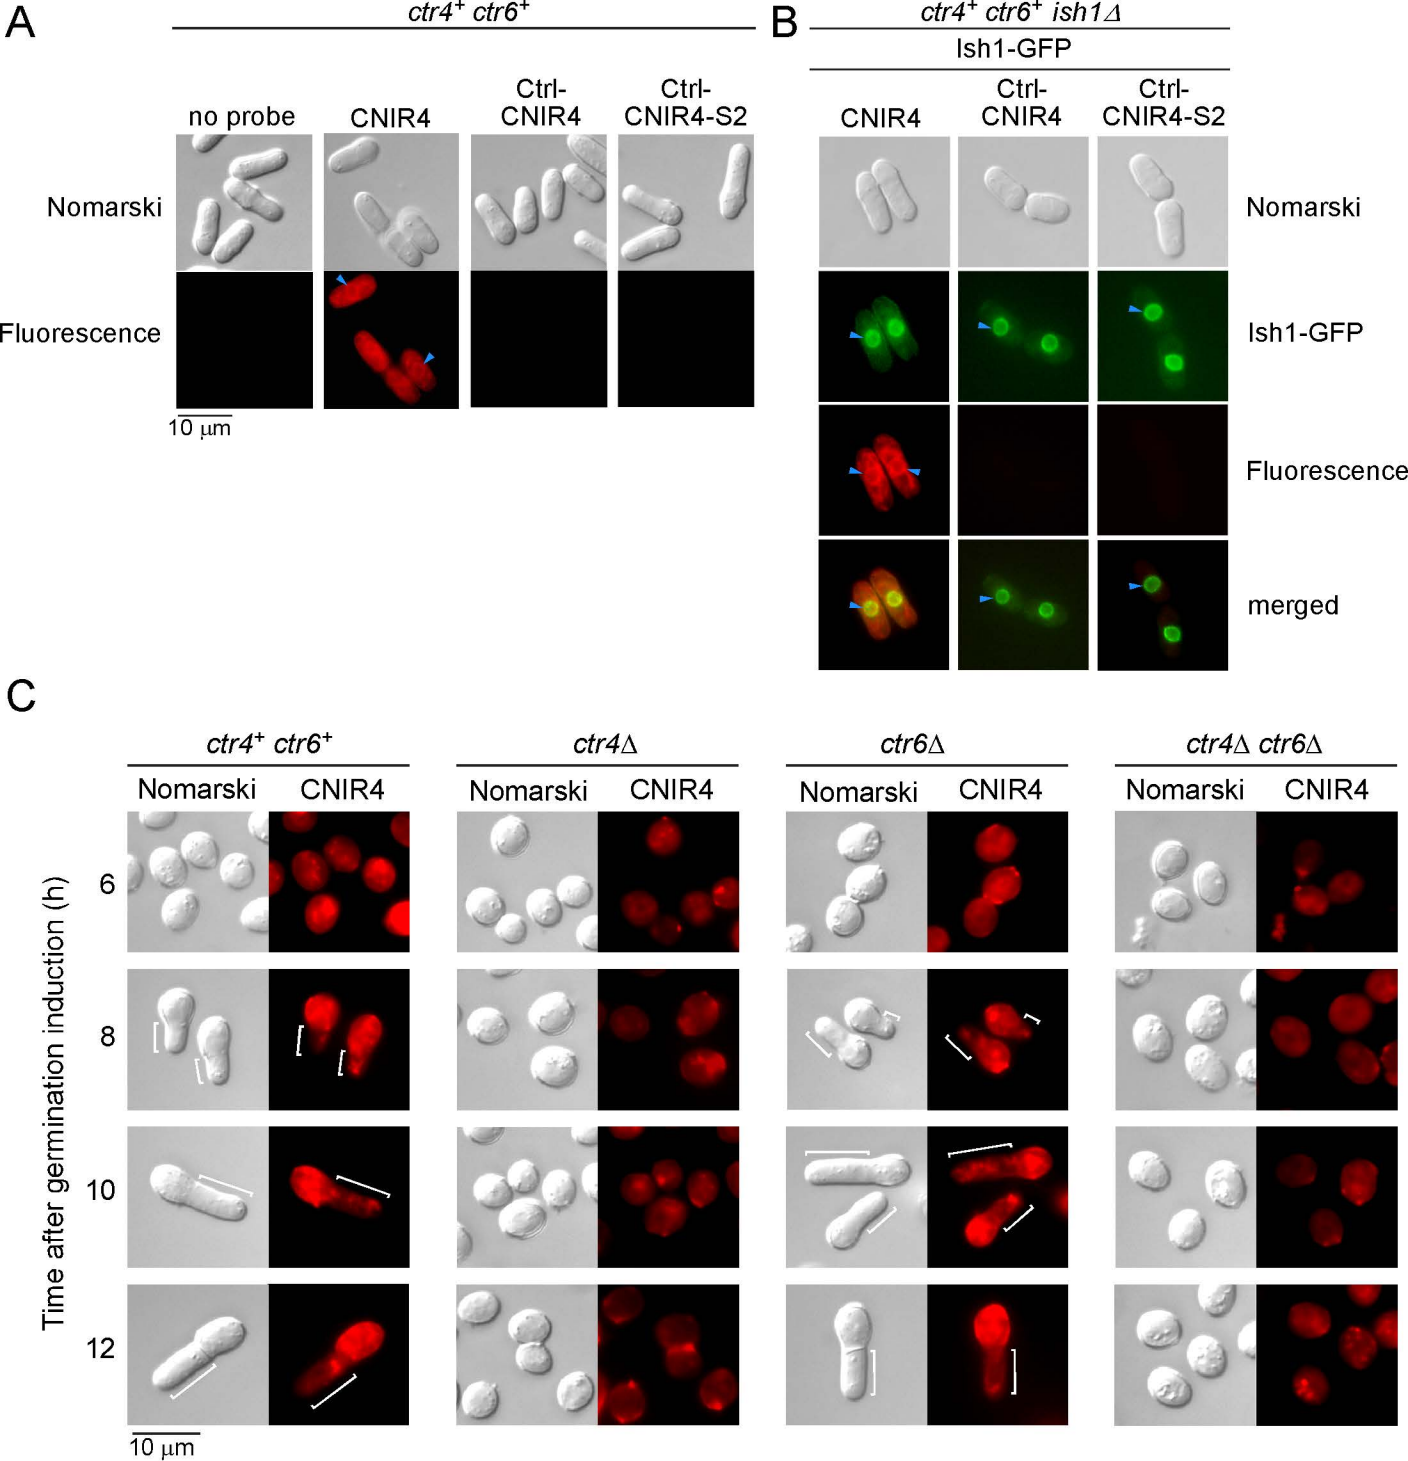 A
ctr4+ ctr6+
no probe
CNIR4
Ctrl-
CNIR4
Ctrl-
CNIR4-S2
Nomarski
Fluorescence
10 μm
B
ctr4+ ctr6+ ish1Δ
Ish1-GFP
CNIR4
Ctrl-
CNIR4
Ctrl-
CNIR4-S2
Nomarski
Ish1-GFP
Fluorescence
merged
C
ctr4+ ctr6+
ctr4Δ
ctr6Δ
ctr4Δ ctr6Δ
Nomarski
CNIR4
Nomarski
CNIR4
Nomarski
CNIR4
Nomarski
CNIR4
Time after germination induction (h)
6
8
10
12
10 μm